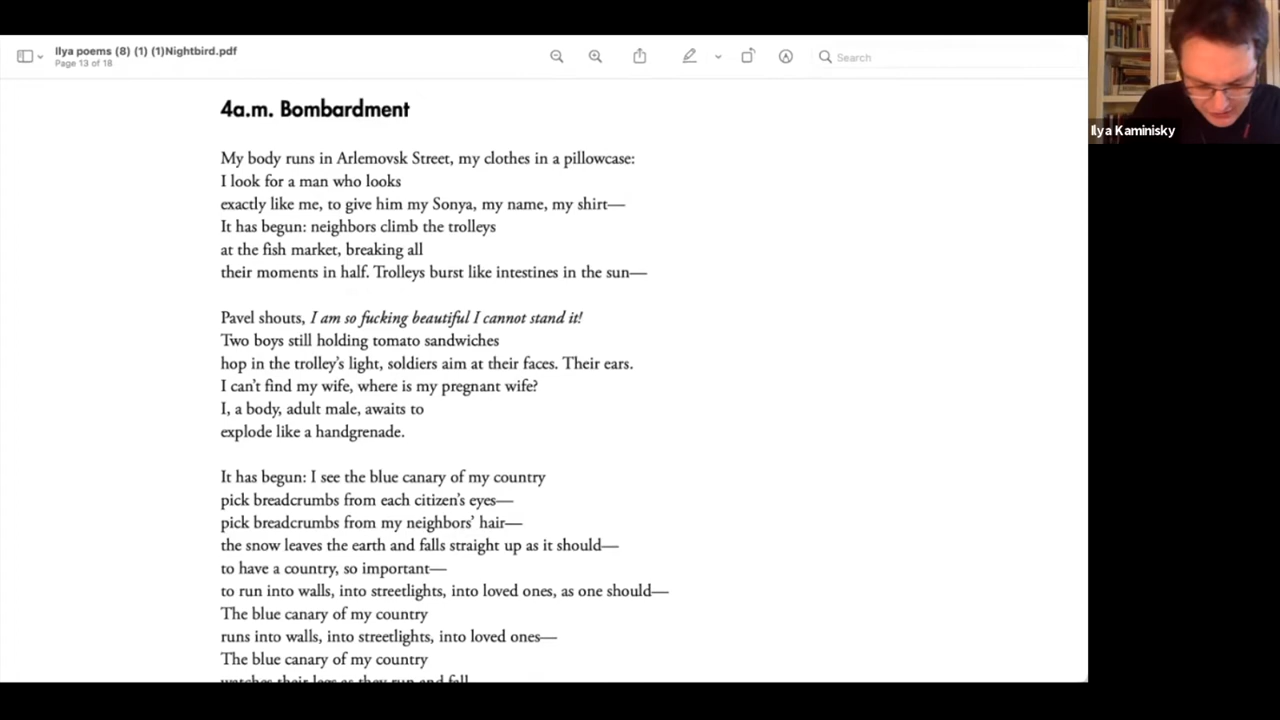 Ilya poems (8) (1) (1)Nightbird.pdf
Page 13 of 18
Search
Ilya Kaminisky
4a.m. Bombardment
My body runs in Arlemovsk Street, my clothes in a pillowcase:
I look for a man who looks
exactly like me, to give him my Sonya, my name, my shirt—
It has begun: neighbors climb the trolleys
at the fish market, breaking all
their moments in half. Trolleys burst like intestines in the sun—
Pavel shouts, I am so fucking beautiful I cannot stand it!
Two boys still holding tomato sandwiches
hop in the trolley's light, soldiers aim at their faces. Their ears.
I can't find my wife, where is my pregnant wife?
I, a body, adult male, awaits to
explode like a handgrenade.
It has begun: I see the blue canary of my country
pick breadcrumbs from each citizen's eyes—
pick breadcrumbs from my neighbors' hair—
the snow leaves the earth and falls straight up as it should—
to have a country, so important—
to run into walls, into streetlights, into loved ones, as one should—
The blue canary of my country
runs into walls, into streetlights, into loved ones—
The blue canary of my country
watches their legs as they run and fall.